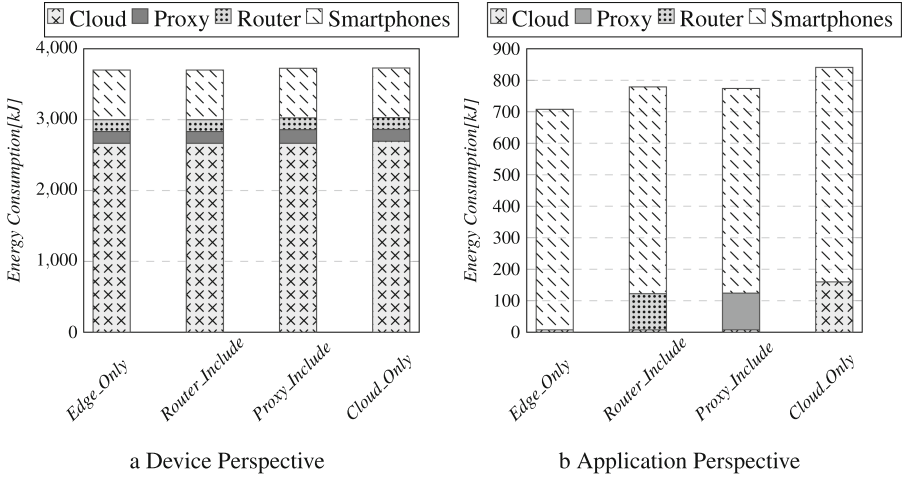 Cloud Proxy Router Smartphones
Energy Consumption[kJ]
4,000
3,000
2,000
1,000
0
Edge_Only
Router_Include
Proxy_Include
Cloud_Only
a Device Perspective
Cloud Proxy Router Smartphones
Energy Consumption[kJ]
900
800
700
600
500
400
300
200
100
0
Edge_Only
Router_Include
Proxy_Include
Cloud_Only
b Application Perspective